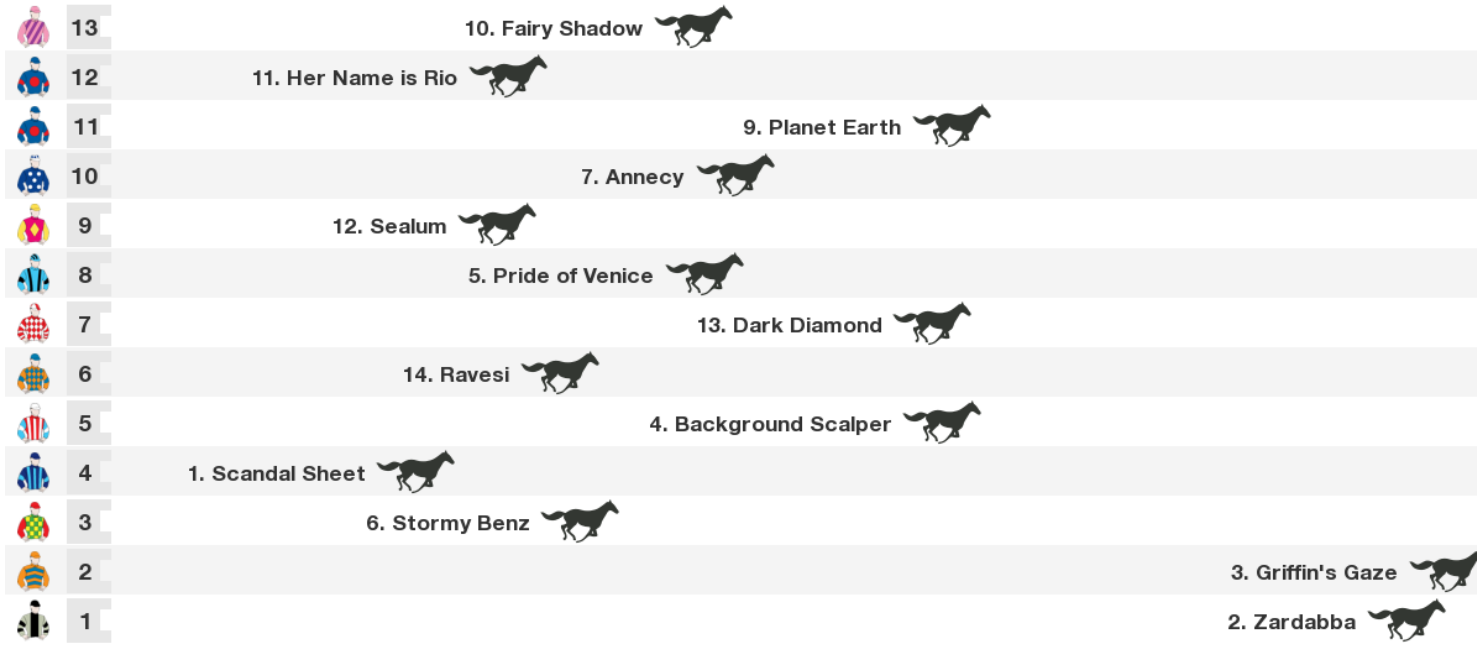 13 10. Fairy Shadow
12 11. Her Name is Rio
11 9. Planet Earth
10 7. Annecy
9 12. Sealum
8 5. Pride of Venice
7 13. Dark Diamond
6 14. Ravesi
5 4. Background Scalper
4 1. Scandal Sheet
3 6. Stormy Benz
2 3. Griffin's Gaze
1 2. Zardabba